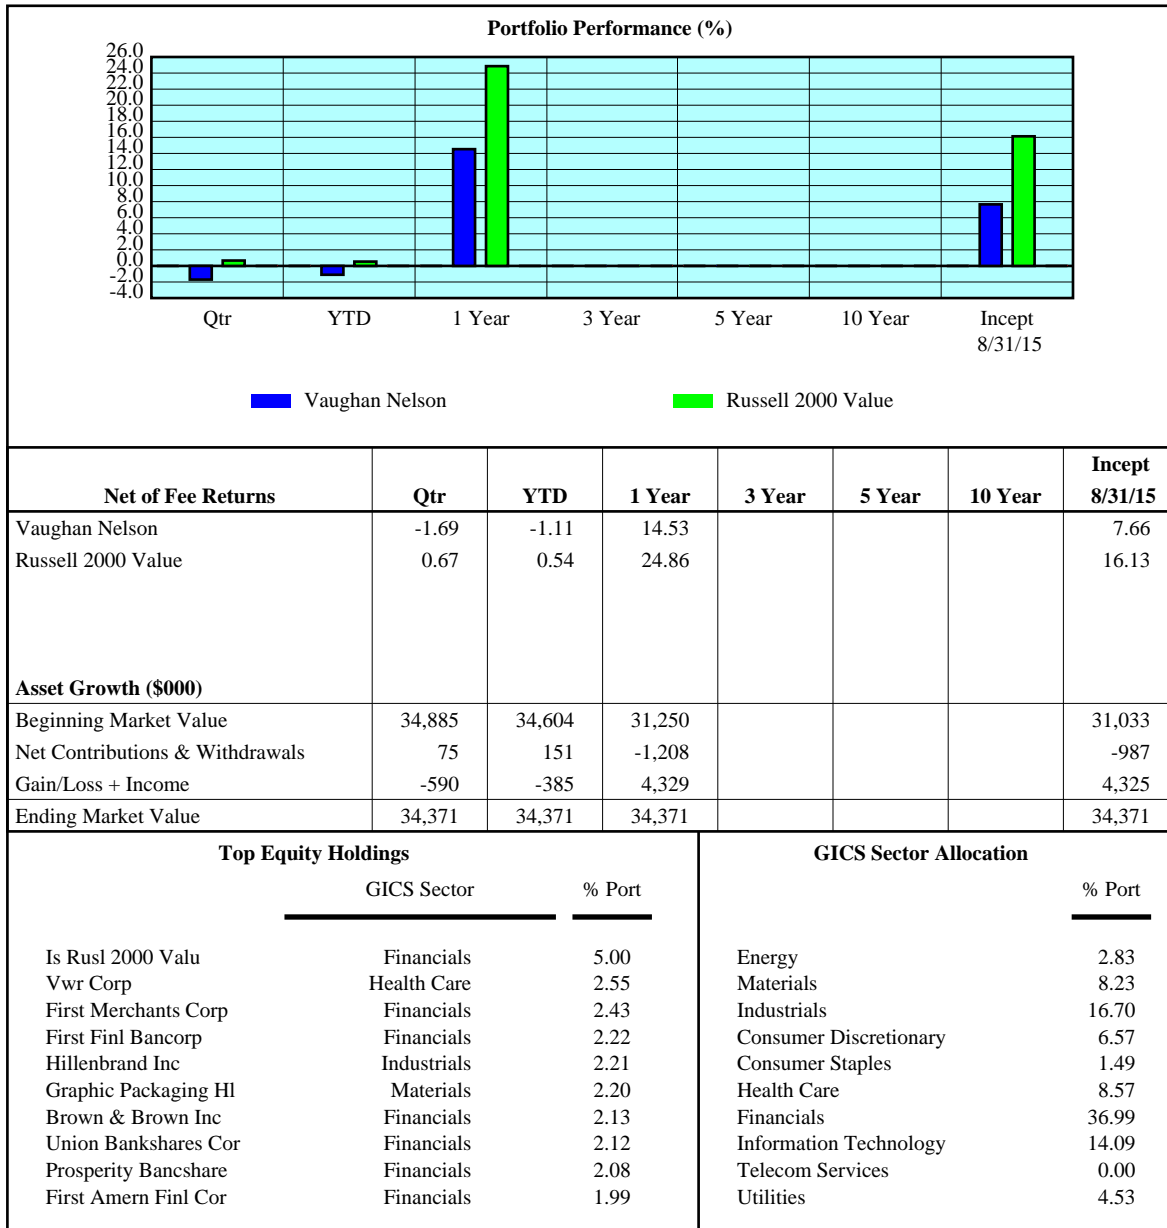 Portfolio Performance (%)
26.0
24.0
22.0
20.0
18.0
16.0
14.0
12.0
10.0
8.0
6.0
4.0
2.0
0.0
-2.0
-4.0
Qtr YTD 1 Year 3 Year 5 Year 10 Year Incept
8/31/15
Vaughan Nelson Russell 2000 Value
Incept
Net of Fee Returns Qtr YTD 1 Year 3 Year 5 Year 10 Year 8/31/15
Vaughan Nelson -1.69 -1.11 14.53 7.66
Russell 2000 Value 0.67 0.54 24.86 16.13
Asset Growth ($000)
Beginning Market Value 34,885 34,604 31,250 31,033
Net Contributions & Withdrawals 75 151 -1,208 -987
Gain/Loss + Income -590 -385 4,329 4,325
Ending Market Value 34,371 34,371 34,371 34,371
Top Equity Holdings
GICS Sector % Port
Is Rusl 2000 Valu Financials 5.00
Vwr Corp Health Care 2.55
First Merchants Corp Financials 2.43
First Finl Bancorp Financials 2.22
Hillenbrand Inc Industrials 2.21
Graphic Packaging Hl Materials 2.20
Brown & Brown Inc Financials 2.13
Union Bankshares Cor Financials 2.12
Prosperity Bancshare Financials 2.08
First Amern Finl Cor Financials 1.99
GICS Sector Allocation
% Port
Energy 2.83
Materials 8.23
Industrials 16.70
Consumer Discretionary 6.57
Consumer Staples 1.49
Health Care 8.57
Financials 36.99
Information Technology 14.09
Telecom Services 0.00
Utilities 4.53